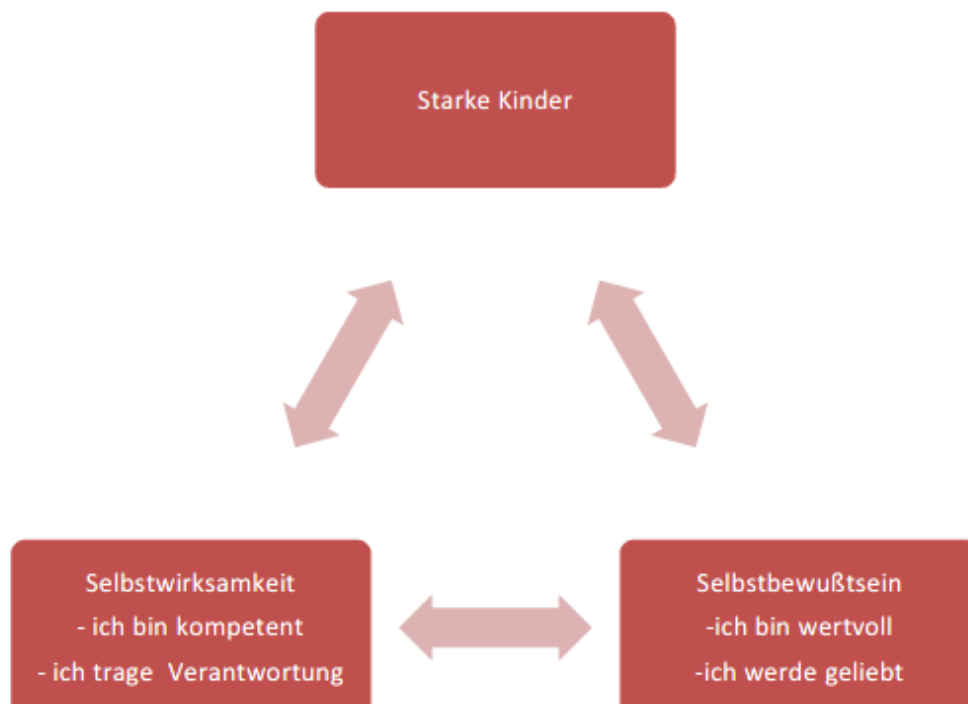 Starke Kinder
Selbstwirksamkeit
- ich bin kompetent
- ich trage  Verantwortung
Selbstbewußtsein
-ich bin wertvoll
-ich werde geliebt